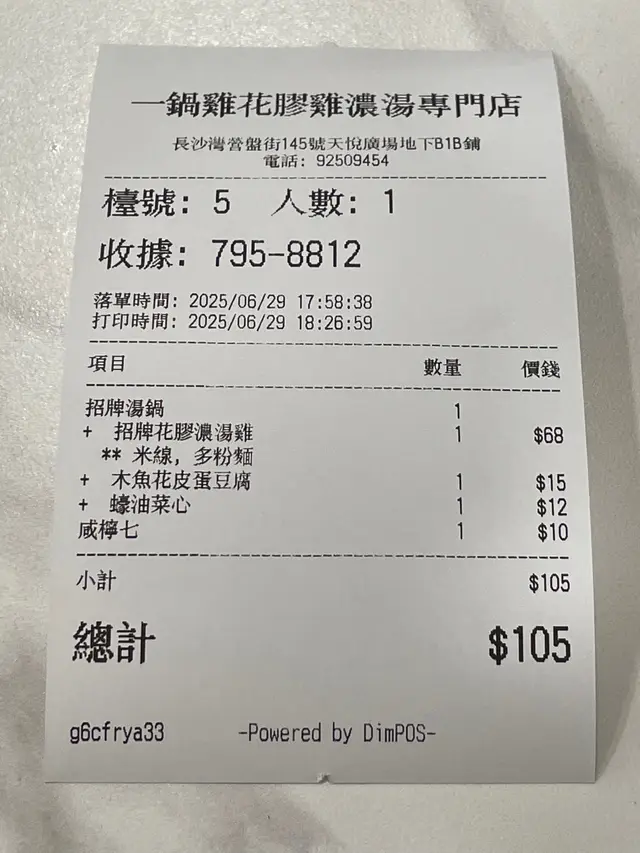 一鍋雞花膠雞濃湯專門店
長沙灣營盤街145號天悅廣場地下B1B鋪
電話: 92509454
檯號: 5 人數: 1
收據: 795-8812
落單時間: 2025/06/29 17:58:38
打印時間: 2025/06/29 18:26:59
項目 數量 價錢
招牌湯鍋 1
+ 招牌花膠濃湯雞 1 $68
** 米線, 多粉麵
+ 木魚花皮蛋豆腐 1 $15
+ 蠔油菜心 1 $12
咸檸七 1 $10
小計 $105
總計 $105
g6cfrya33 -Powered by DimPOS-